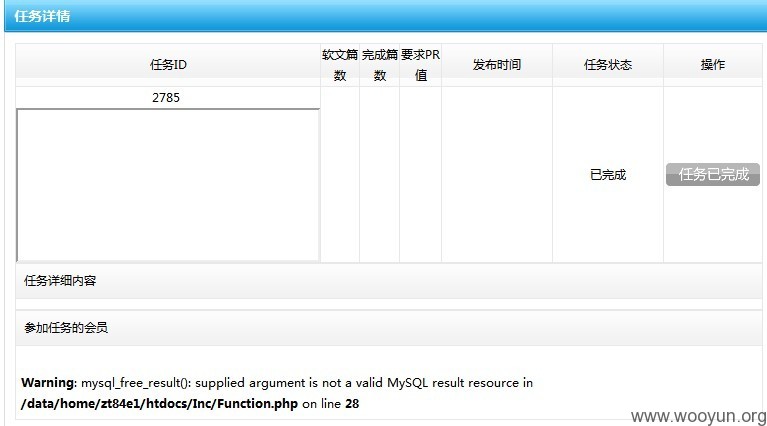 任务详情
任务ID
软文篇数
完成篇数
要求PR值
发布时间
任务状态
操作
2785
已完成
任务已完成
任务详细内容
参加任务的会员
Warning: mysql_free_result(): supplied argument is not a valid MySQL result resource in
/data/home/zt84e1/htdocs/Inc/Function.php on line 28
www.wooyun.org